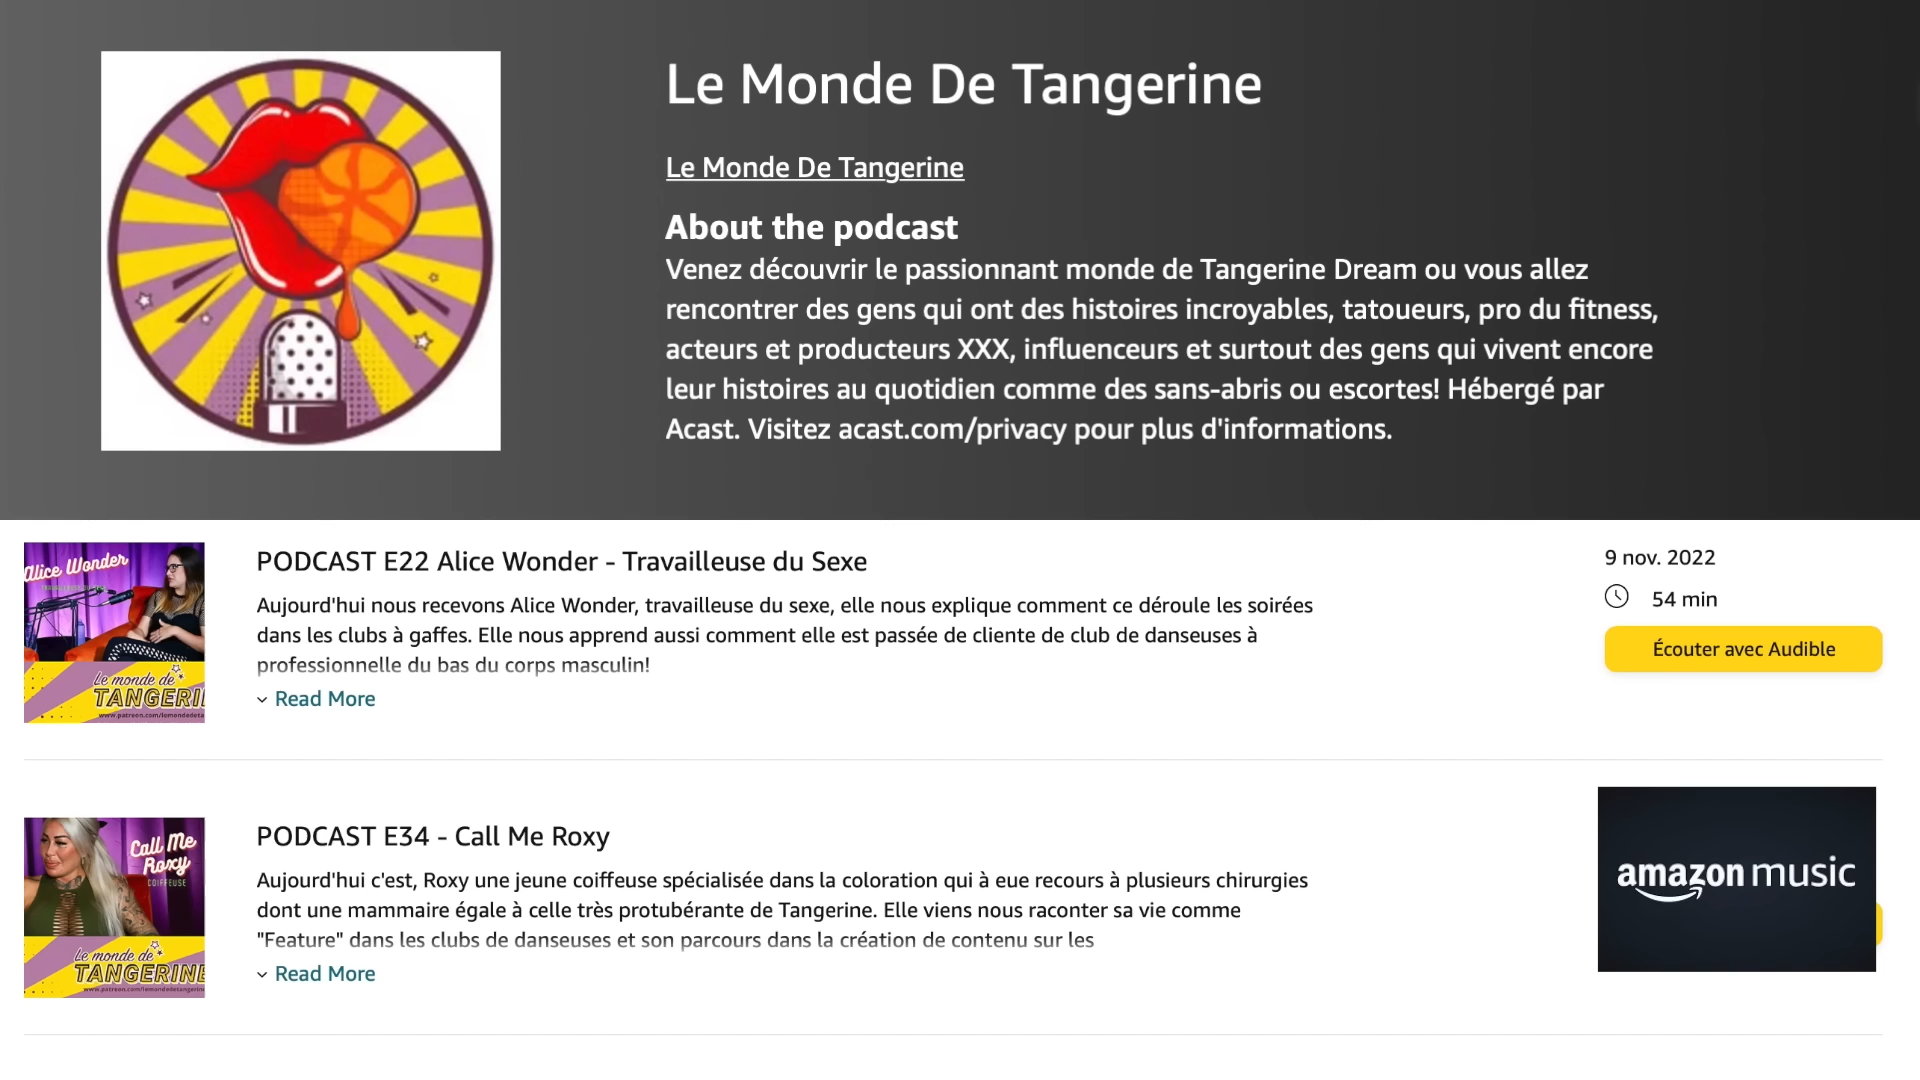 Le Monde De Tangerine
Le Monde De Tangerine
About the podcast
Venez découvrir le passionnant monde de Tangerine Dream ou vous allez
rencontrer des gens qui ont des histoires incroyables, tatoueurs, pro du fitness,
acteurs et producteurs XXX, influenceurs et surtout des gens qui vivent encore
leur histoires au quotidien comme des sans-abris ou escortes! Hébergé par
Acast. Visitez acast.com/privacy pour plus d'informations.
Alice Wonder
Le monde de
TANGERI
www.patreon.com/lemondedeta
PODCAST E22 Alice Wonder - Travailleuse du Sexe
Aujourd'hui nous recevons Alice Wonder, travailleuse du sexe, elle nous explique comment ce déroule les soirées
dans les clubs à gaffes. Elle nous apprend aussi comment elle est passée de cliente de club de danseuses à
professionnelle du bas du corps masculin!
Read More
9 nov. 2022
54 min
Écouter avec Audible
Call Me
Roxy
COIFFEUSE
Le monde de
TANGERINE
www.patreon.com/lemondedetangerine
PODCAST E34 - Call Me Roxy
Aujourd'hui c'est, Roxy une jeune coiffeuse spécialisée dans la coloration qui à eue recours à plusieurs chirurgies
dont une mammaire égale à celle très protubérante de Tangerine. Elle viens nous raconter sa vie comme
"Feature" dans les clubs de danseuses et son parcours dans la création de contenu sur les
Read More
amazon music